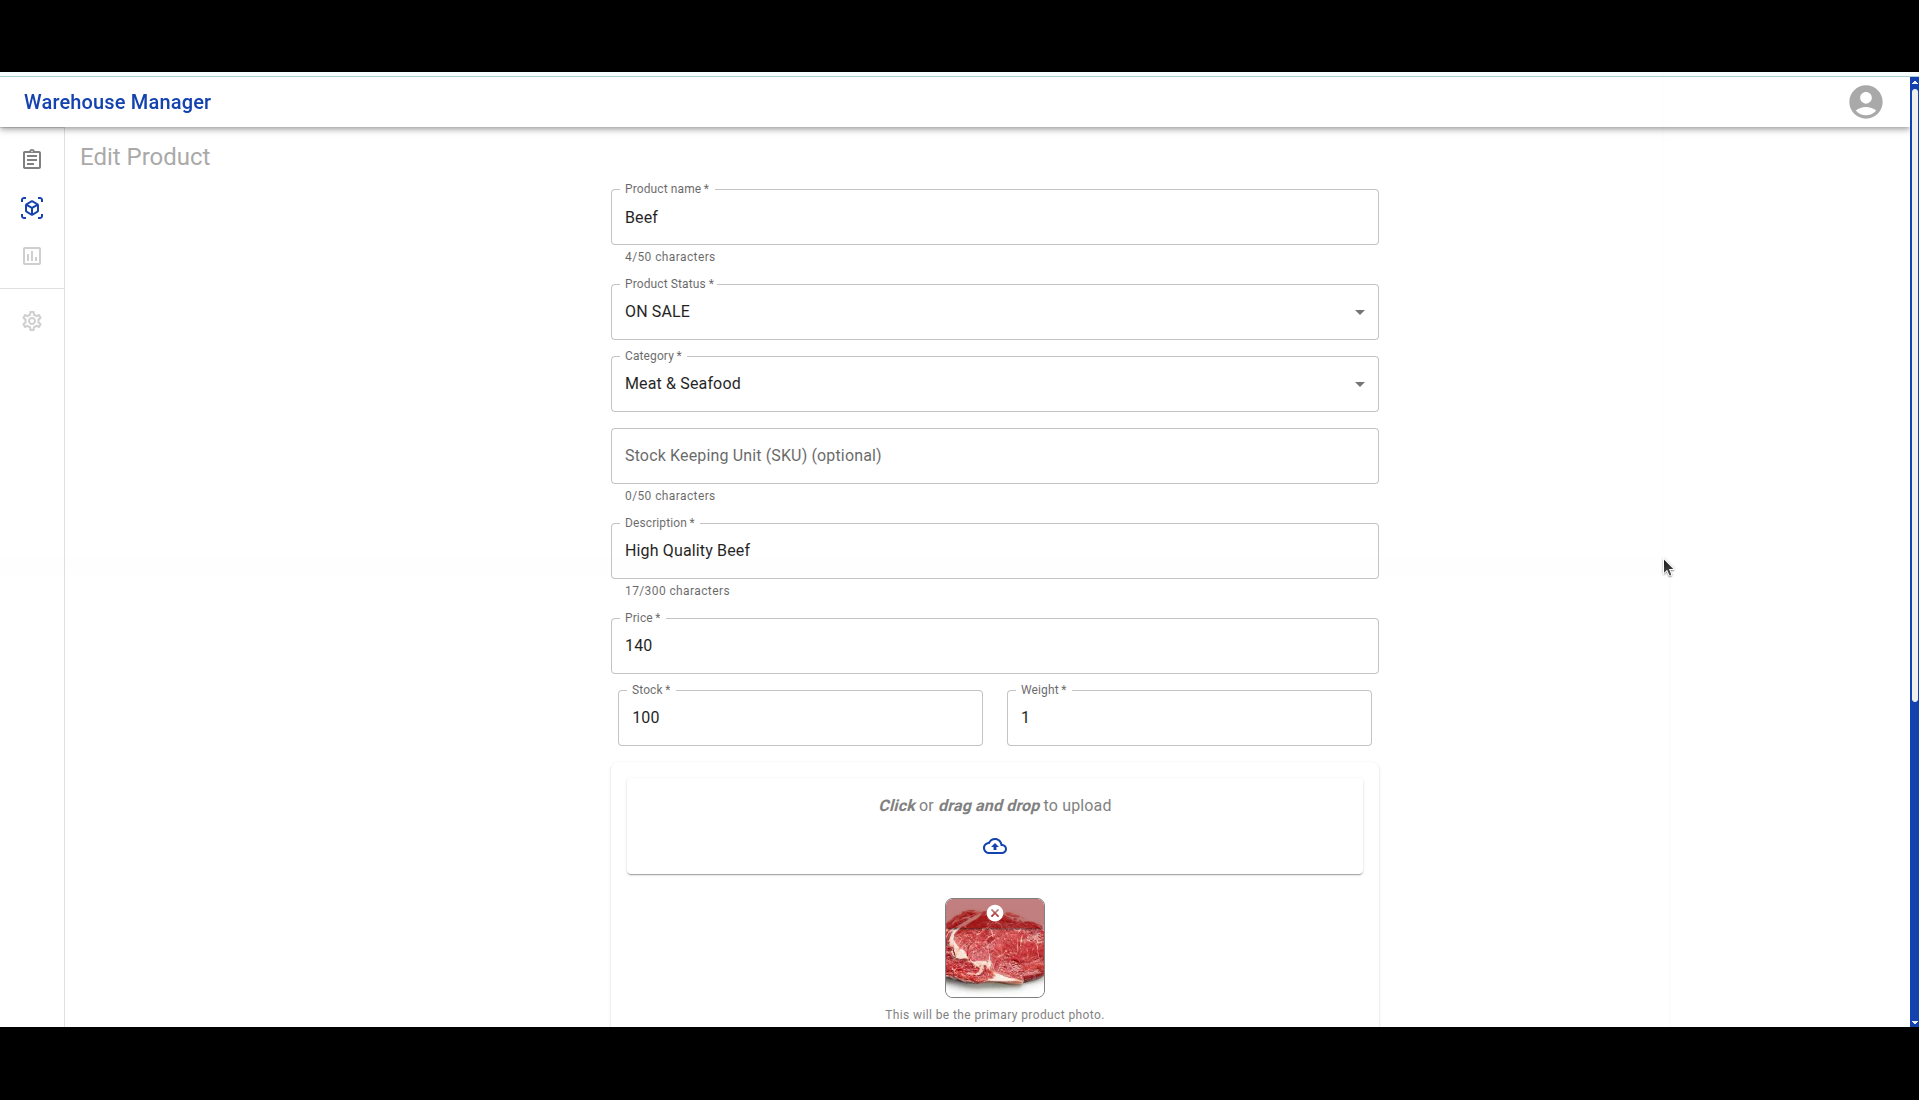 Warehouse Manager
Edit Product
Product name *
Beef
4/50 characters
Product Status *
ON SALE
Category *
Meat & Seafood
Stock Keeping Unit (SKU) (optional)
0/50 characters
Description *
High Quality Beef
17/300 characters
Price *
140
Stock *
100
Weight *
1
Click or drag and drop to upload
This will be the primary product photo.